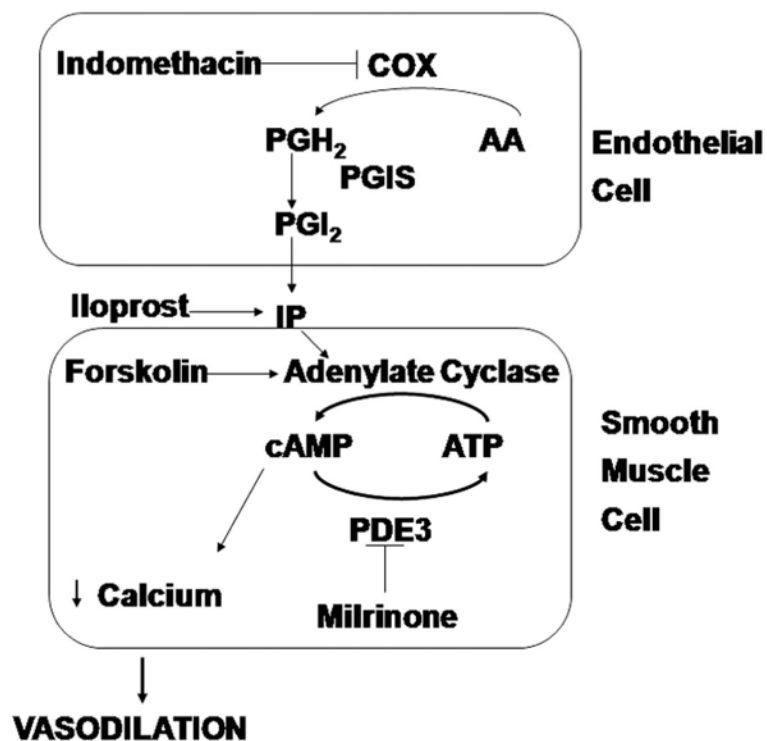 Indomethacin COX
PGH2 AA
PGIS
PGI2
Endothelial
Cell
Iloprost IP
Forskolin Adenylate Cyclase
cAMP ATP
PDE3
↓ Calcium
Milrinone
Smooth
Muscle
Cell
VASODILATION